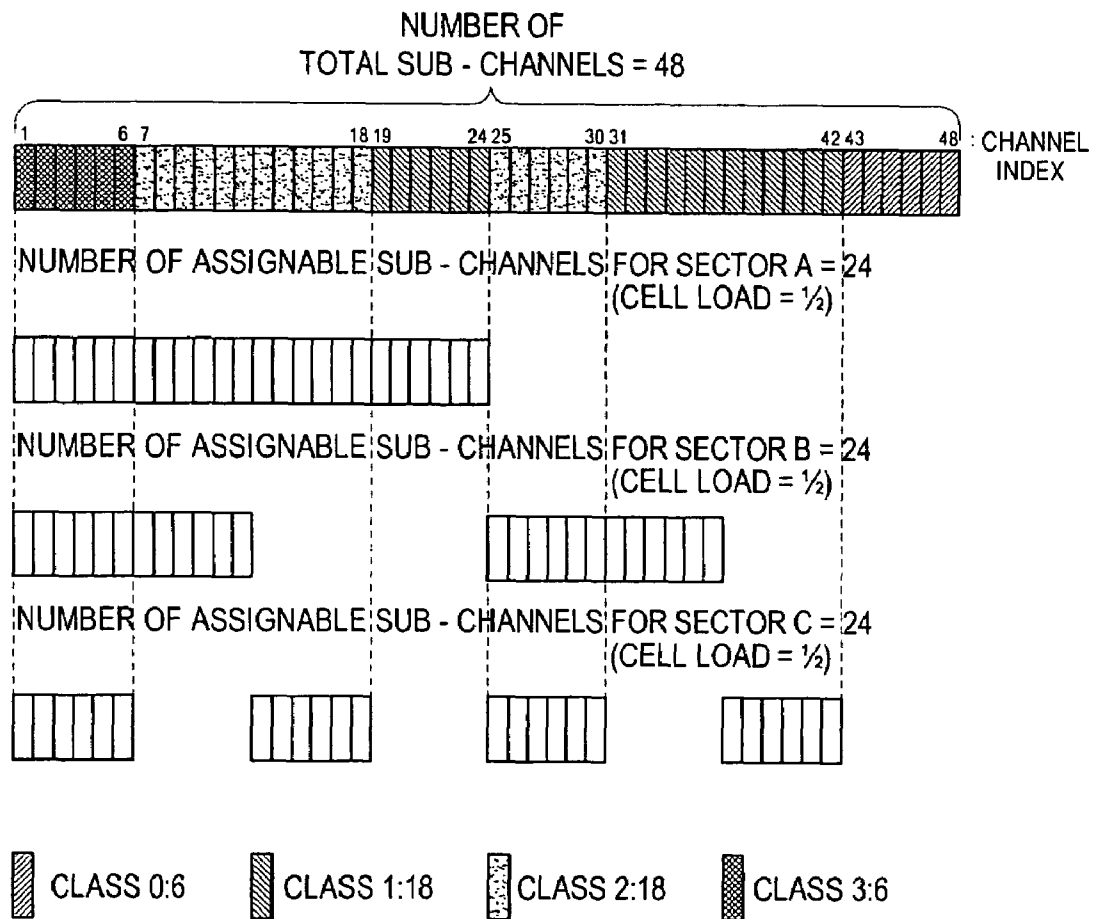 NUMBER OF
TOTAL SUB - CHANNELS = 48
1 6 7 18 19 24 25 30 31 42 43 48 : CHANNEL
INDEX
NUMBER OF ASSIGNABLE SUB - CHANNELS FOR SECTOR A = 24
(CELL LOAD = ½)
NUMBER OF ASSIGNABLE SUB - CHANNELS FOR SECTOR B = 24
(CELL LOAD = ½)
NUMBER OF ASSIGNABLE SUB - CHANNELS FOR SECTOR C = 24
(CELL LOAD = ½)
CLASS 0:6 CLASS 1:18 CLASS 2:18 CLASS 3:6